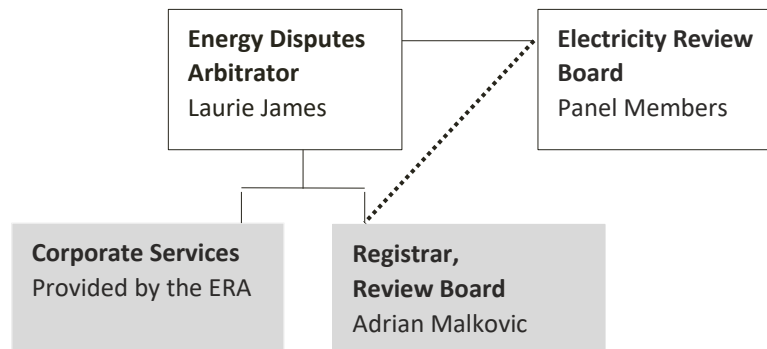 Energy Disputes
Arbitrator
Laurie James
Electricity Review
Board
Panel Members
Corporate Services
Provided by the ERA
Registrar,
Review Board
Adrian Malkovic